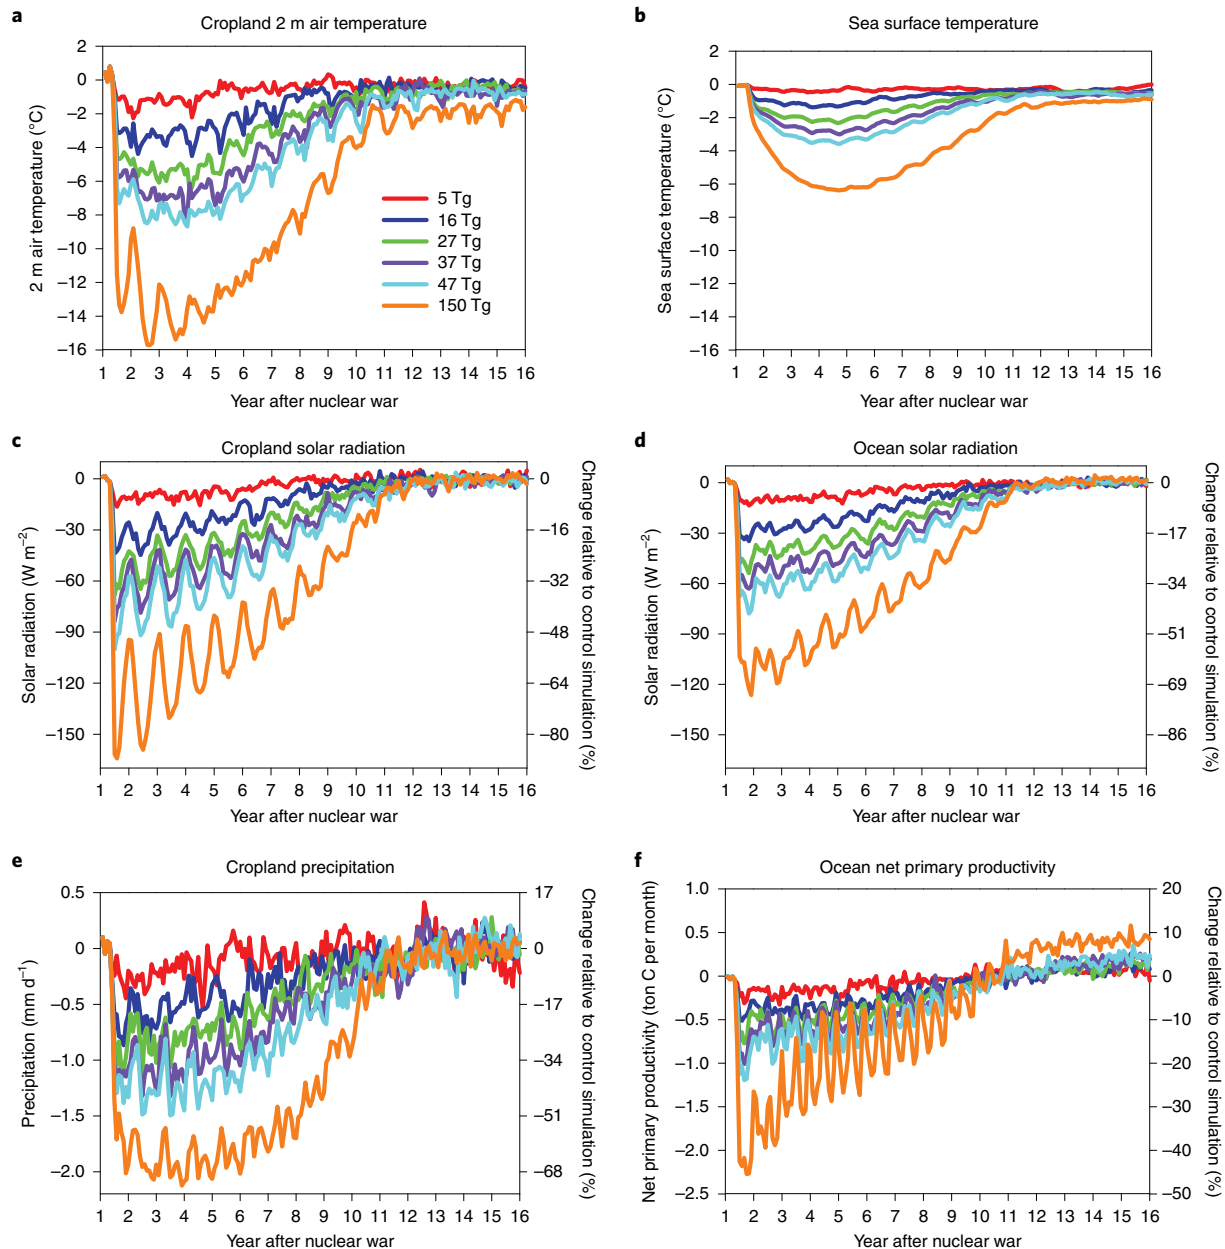 a
Cropland 2 m air temperature
2
0
−2
−4
−6
−8
−10
−12
−14
−16
2 m air temperature (°C)
5 Tg
16 Tg
27 Tg
37 Tg
47 Tg
150 Tg
1 2 3 4 5 6 7 8 9 10 11 12 13 14 15 16
Year after nuclear war
b
Sea surface temperature
2
0
−2
−4
−6
−8
−10
−12
−14
−16
Sea surface temperature (°C)
1 2 3 4 5 6 7 8 9 10 11 12 13 14 15 16
Year after nuclear war
c
Cropland solar radiation
0
−30
−60
−90
−120
−150
Solar radiation (W m−2)
0
−16
−32
−48
−64
−80
Change relative to control simulation (%)
1 2 3 4 5 6 7 8 9 10 11 12 13 14 15 16
Year after nuclear war
d
Ocean solar radiation
0
−30
−60
−90
−120
−150
Solar radiation (W m−2)
0
−17
−34
−51
−69
−86
Change relative to control simulation (%)
1 2 3 4 5 6 7 8 9 10 11 12 13 14 15 16
Year after nuclear war
e
Cropland precipitation
0.5
0
−0.5
−1.0
−1.5
−2.0
Precipitation (mm d−1)
17
0
−17
−34
−51
−68
Change relative to control simulation (%)
1 2 3 4 5 6 7 8 9 10 11 12 13 14 15 16
Year after nuclear war
f
Ocean net primary productivity
1.0
0.5
0
−0.5
−1.0
−1.5
−2.0
−2.5
Net primary productivity (ton C per month)
20
10
0
−10
−20
−30
−40
−50
Change relative to control simulation (%)
1 2 3 4 5 6 7 8 9 10 11 12 13 14 15 16
Year after nuclear war